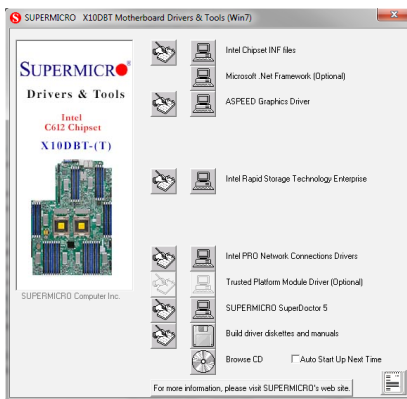 SUPERMICRO X10DBT Motherboard Drivers & Tools (Win7)
SUPERMICRO®
Drivers & Tools
Intel
C612 Chipset
X10DBT-(T)
SUPERMICRO Computer Inc.
Intel Chipset INF files
Microsoft .Net Framework (Optional)
ASPEED Graphics Driver
Intel Rapid Storage Technology Enterprise
Intel PRO Network Connections Drivers
Trusted Platform Module Driver (Optional)
SUPERMICRO SuperDoctor 5
Build driver diskettes and manuals
Browse CD
Auto Start Up Next Time
For more information, please visit SUPERMICRO's web site.